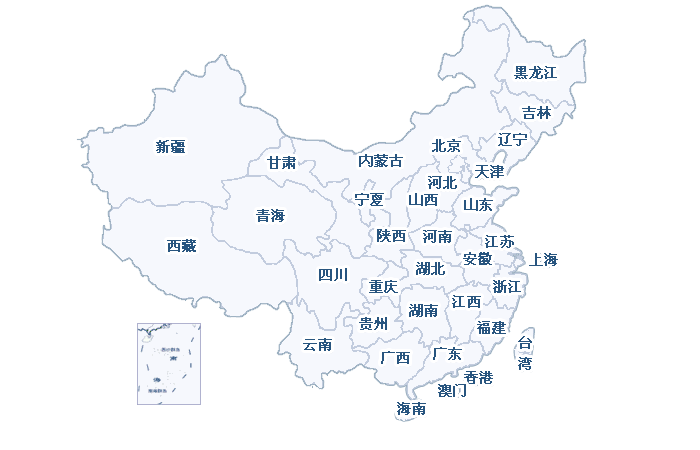 黑龙江
吉林
辽宁
北京
新疆
甘肃
内蒙古
天津
河北
宁夏
山西
山东
青海
陕西
河南
江苏
西藏
安徽
上海
四川
湖北
重庆
浙江
江西
湖南
贵州
福建
云南
台
湾
广西
广东
香港
澳门
海南